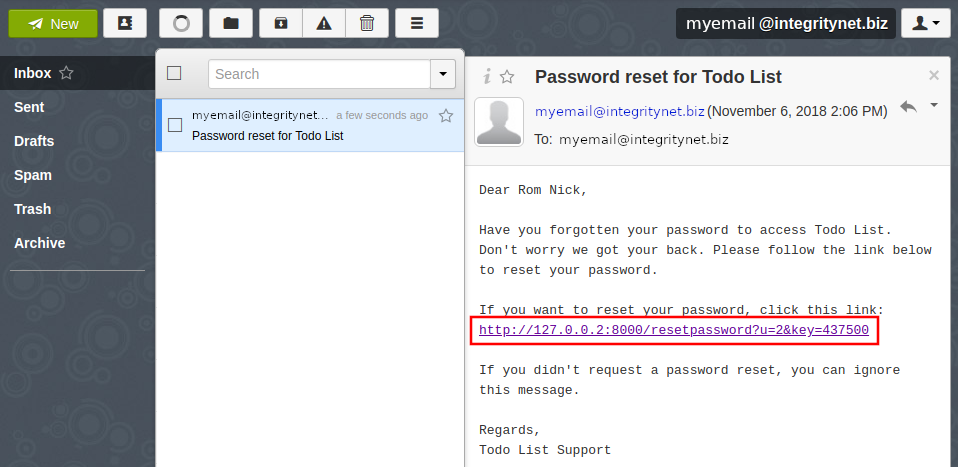 New
myemail@integritynet.biz
Inbox
Sent
Drafts
Spam
Trash
Archive
Search
myemail@integritynet... a few seconds ago
Password reset for Todo List
Password reset for Todo List
myemail@integritynet.biz (November 6, 2018 2:06 PM)
To: myemail@integritynet.biz
Dear Rom Nick,
Have you forgotten your password to access Todo List.
Don't worry we got your back. Please follow the link below
to reset your password.
If you want to reset your password, click this link:
http://127.0.0.2:8000/resetpassword?u=2&key=437500
If you didn't request a password reset, you can ignore
this message.
Regards,
Todo List Support